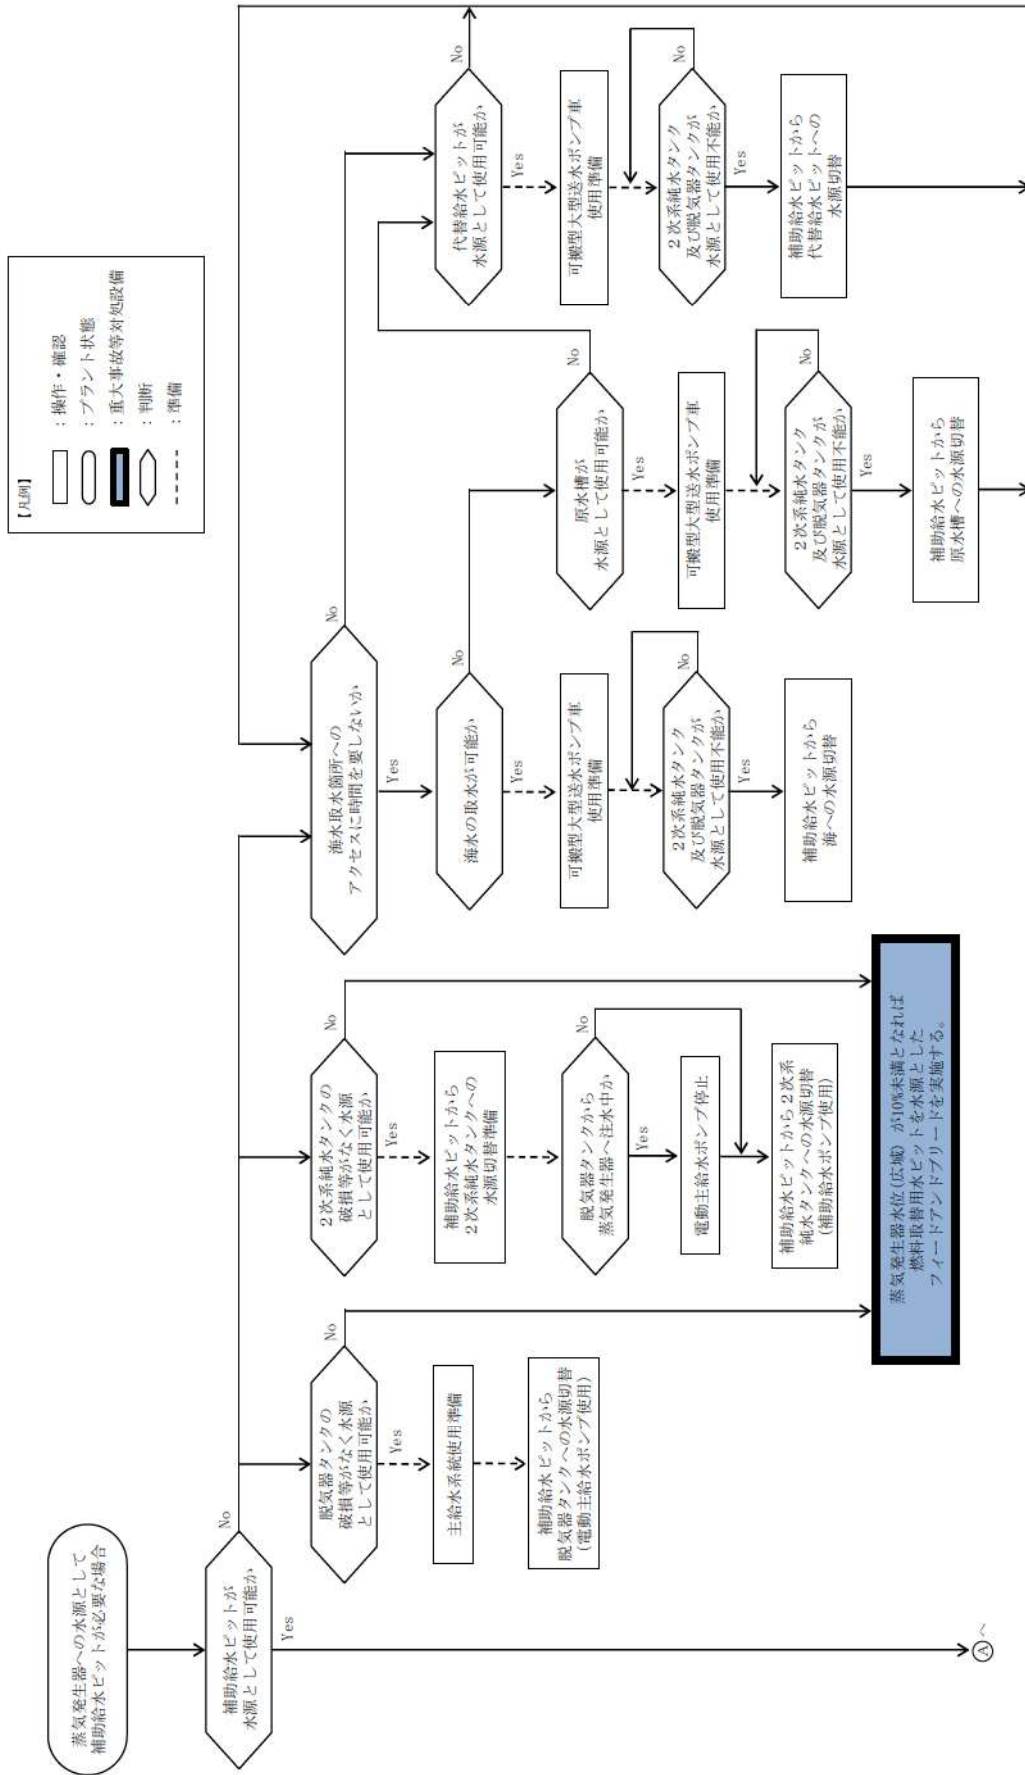 【凡例】
：操作・確認
：プラント状態
：重大事故等対処設備
：判断
：準備
蒸気発生器への水源として
補助給水ピットが必要な場合
補助給水ピットが
水源として使用可能か
Yes
No
Ⓐへ
脱気器タンクの
破損等がなく水源
として使用可能か
No
Yes
主給水系統使用準備
補助給水ピットから
脱気器タンクへの水源切替
(電動主給水ポンプ使用)
2次系純水タンクの
破損等がなく水源
として使用可能か
No
Yes
補助給水ピットから
2次系純水タンクへの
水源切替準備
脱気器タンクから
蒸気発生器へ注水中か
No
Yes
電動主給水ポンプ停止
補助給水ピットから2次系
純水タンクへの水源切替
(補助給水ポンプ使用)
蒸気発生器水位(広域)が10%未満となれば
燃料取替用水ピットを水源とした
フィードアンドブリードを実施する。
海水取水箇所への
アクセスに時間を要しないか
No
Yes
海水の取水が可能か
No
Yes
可搬型大型送水ポンプ車
使用準備
2次系純水タンク
及び脱気器タンクが
水源として使用不能か
No
Yes
補助給水ピットから
海への水源切替
原水槽が
水源として使用可能か
No
Yes
可搬型大型送水ポンプ車
使用準備
2次系純水タンク
及び脱気器タンクが
水源として使用不能か
No
Yes
補助給水ピットから
原水槽への水源切替
代替給水ピットが
水源として使用可能か
No
Yes
可搬型大型送水ポンプ車
使用準備
2次系純水タンク
及び脱気器タンクが
水源として使用不能か
No
Yes
補助給水ピットから
代替給水ピットへの
水源切替